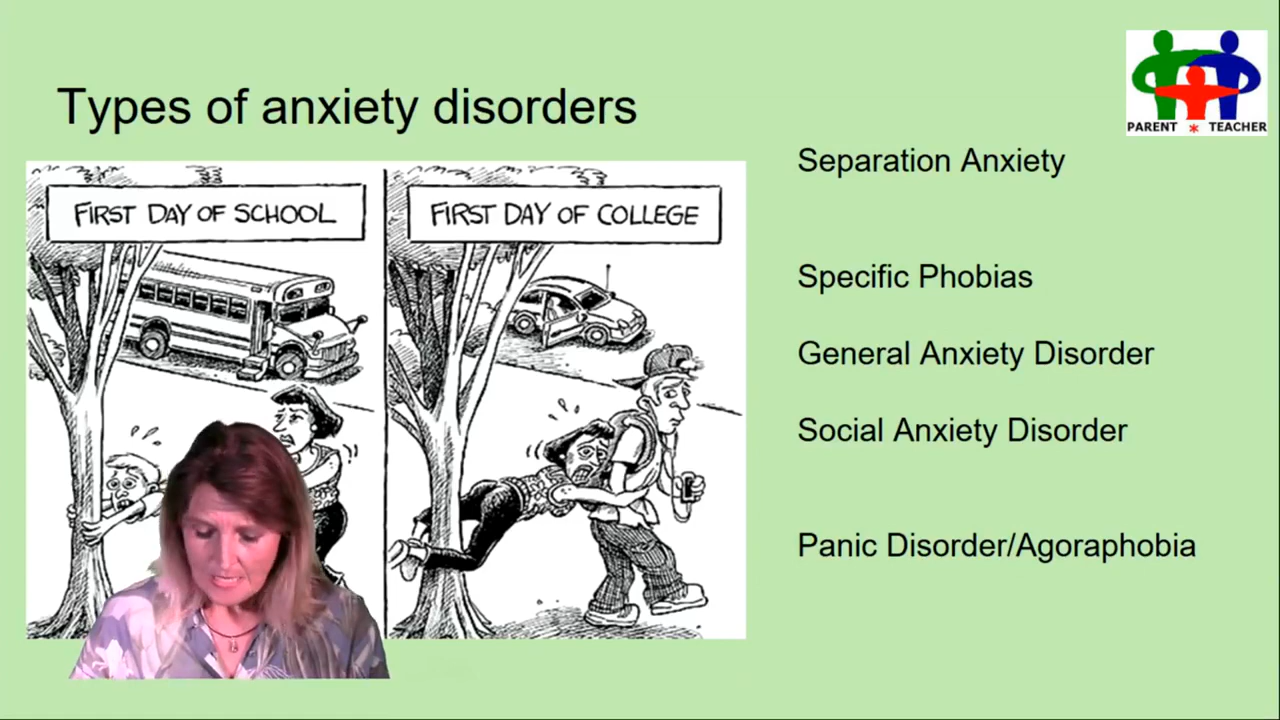 Types of anxiety disorders
PARENT * TEACHER
FIRST DAY OF SCHOOL
FIRST DAY OF COLLEGE
Separation Anxiety
Specific Phobias
General Anxiety Disorder
Social Anxiety Disorder
Panic Disorder/Agoraphobia